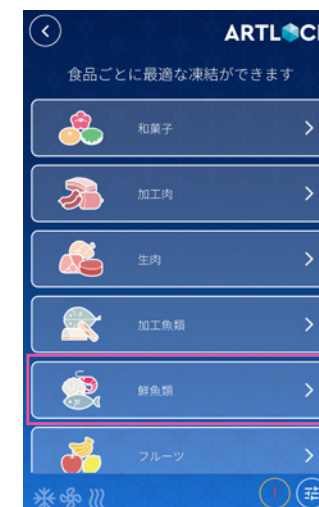 ARTL CI
食品ごとに最適な凍結ができます
和菓子
加工肉
生肉
加工魚類
鮮魚類
フルーツ